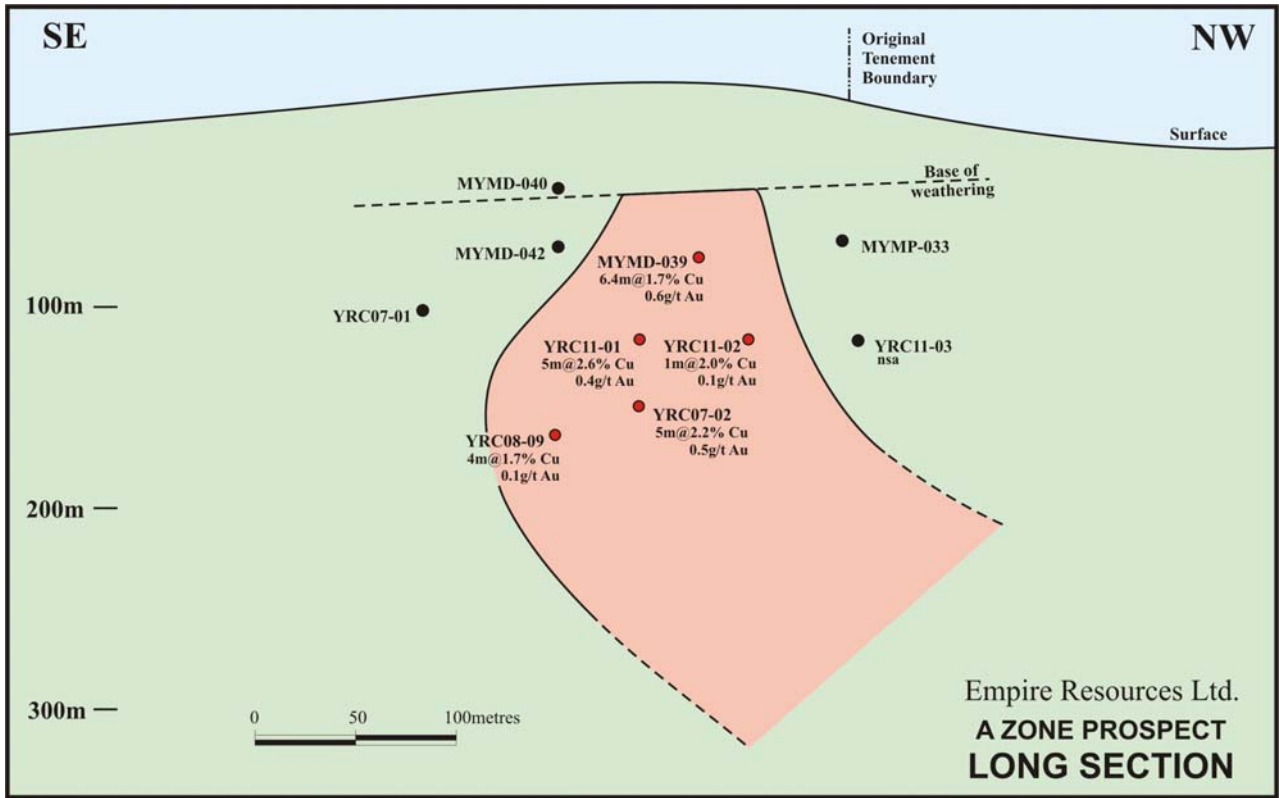 SE
NW
Original
Tenement
Boundary
Surface
Base of
weathering
MYMD-040
MYMD-042
MYMP-033
MYMD-039
6.4m@1.7% Cu
0.6g/t Au
100m
YRC07-01
YRC11-01
5m@2.6% Cu
0.4g/t Au
YRC11-02
1m@2.0% Cu
0.1g/t Au
YRC11-03
nsa
YRC07-02
5m@2.2% Cu
0.5g/t Au
YRC08-09
4m@1.7% Cu
0.1g/t Au
200m
300m
0 50 100metres
Empire Resources Ltd.
A ZONE PROSPECT
LONG SECTION